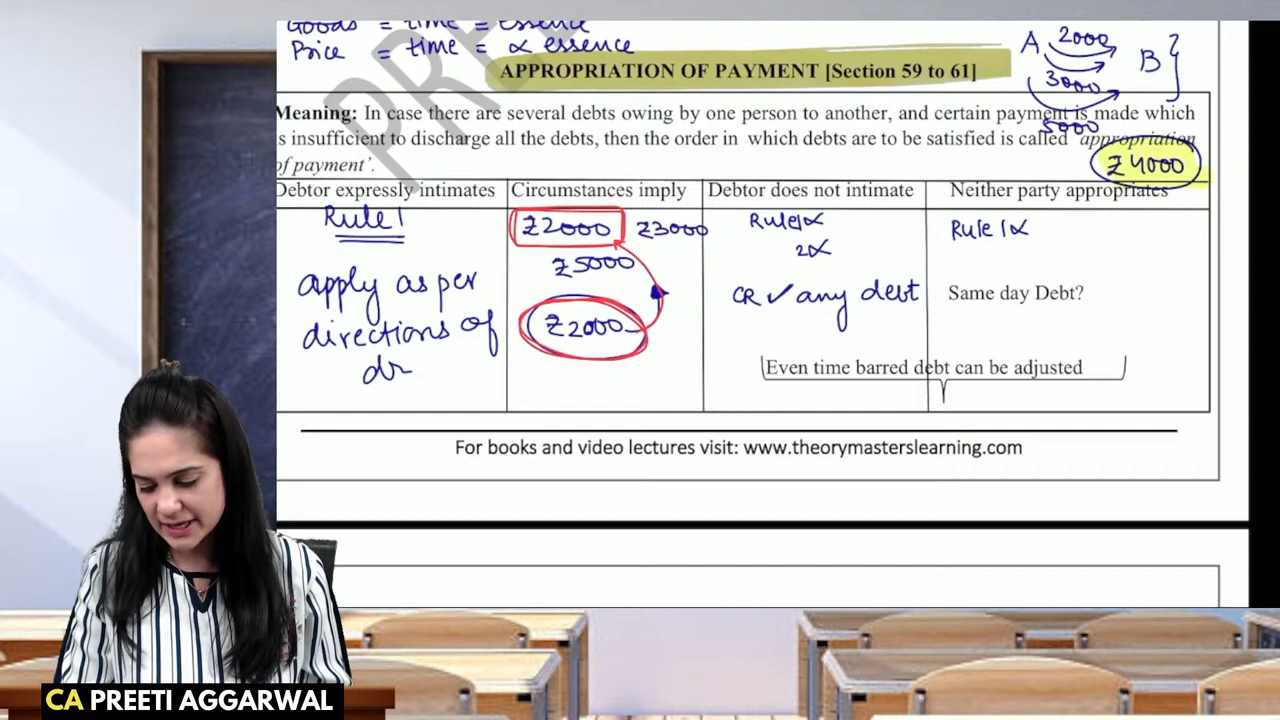 Goods = time = essence
Price = time = ∝ essence
A 2000 B
3000
5000
₹4000
PRE
APPROPRIATION OF PAYMENT [Section 59 to 61]
Meaning: In case there are several debts owing by one person to another, and certain payment is made which
is insufficient to discharge all the debts, then the order in which debts are to be satisfied is called 'appropriation
of payment'.
Debtor expressly intimates Circumstances imply Debtor does not intimate Neither party appropriates
Rule 1
apply as per
directions of
dr
₹2000 ₹3000
₹5000
₹2000
Rule 1∝
2∝
CR ✓ any debt
Rule 1∝
Same day Debt?
Even time barred debt can be adjusted
For books and video lectures visit: www.theorymasterslearning.com
CA PREETI AGGARWAL